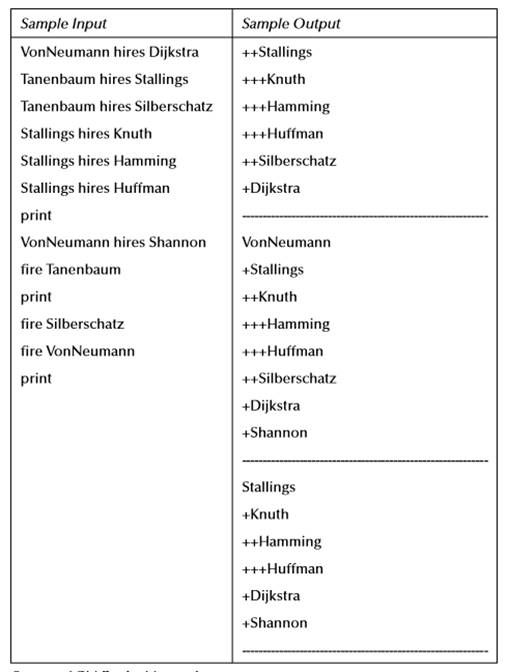 Sample Input
Sample Output
VonNeumann hires Dijkstra
Tanenbaum hires Stallings
Tanenbaum hires Silberschatz
Stallings hires Knuth
Stallings hires Hamming
Stallings hires Huffman
print
VonNeumann hires Shannon
fire Tanenbaum
print
fire Silberschatz
fire VonNeumann
print
++Stallings
+++Knuth
+++Hamming
+++Huffman
++Silberschatz
+Dijkstra
------------------------------------------------------------
VonNeumann
+Stallings
++Knuth
+++Hamming
+++Huffman
++Silberschatz
+Dijkstra
+Shannon
------------------------------------------------------------
Stallings
+Knuth
++Hamming
+++Huffman
+Dijkstra
+Shannon
------------------------------------------------------------